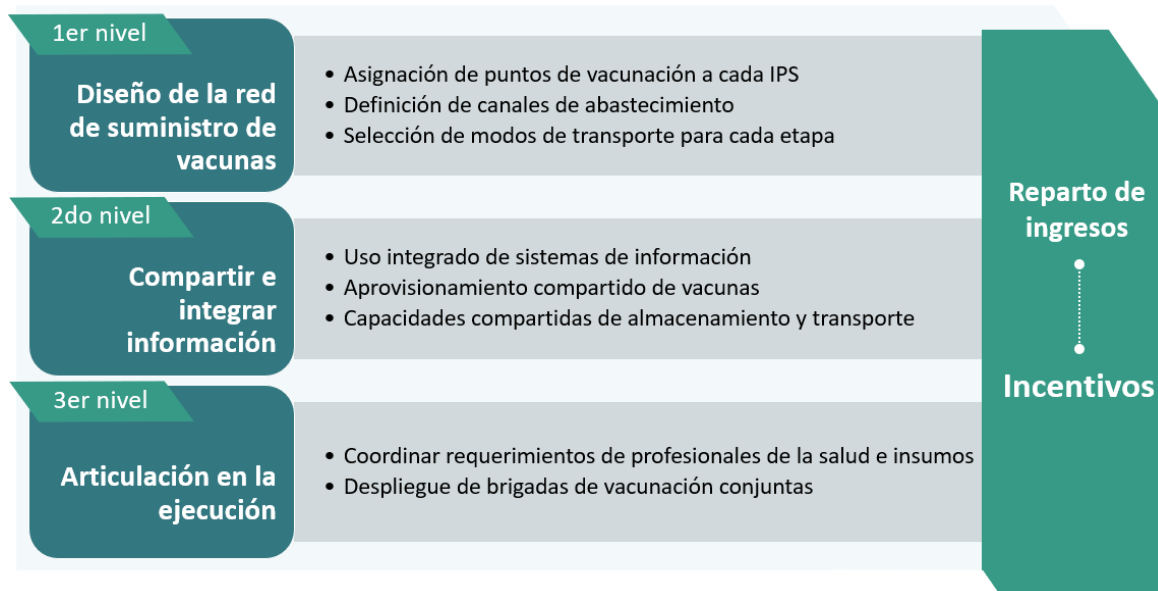 1er nivel
Diseño de la red
de suministro de
vacunas
• Asignación de puntos de vacunación a cada IPS
• Definición de canales de abastecimiento
• Selección de modos de transporte para cada etapa
2do nivel
Compartir e
integrar
información
• Uso integrado de sistemas de información
• Aprovisionamiento compartido de vacunas
• Capacidades compartidas de almacenamiento y transporte
3er nivel
Articulación en la
ejecución
• Coordinar requerimientos de profesionales de la salud e insumos
• Despliegue de brigadas de vacunación conjuntas
Reparto de
ingresos
Incentivos